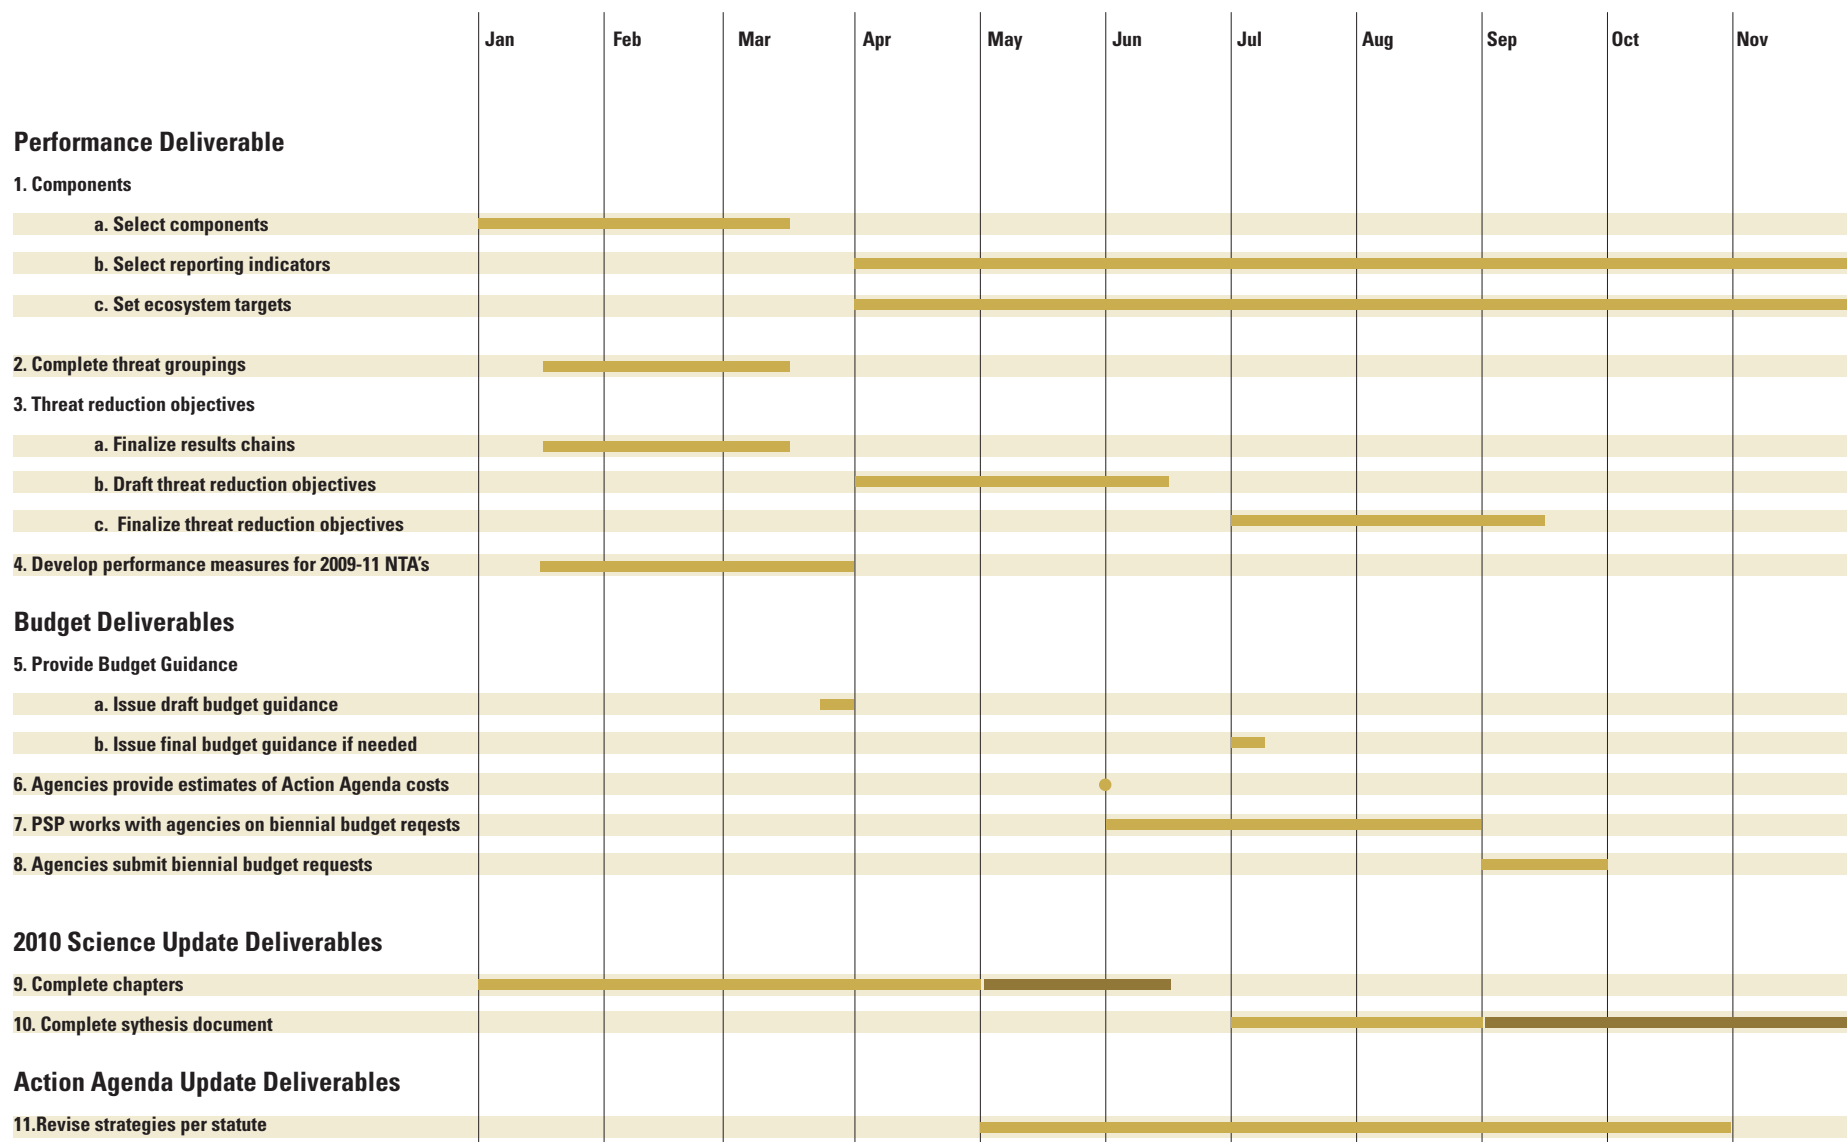 Jan Feb Mar Apr May Jun Jul Aug Sep Oct Nov
Performance Deliverable
1. Components
a. Select components
b. Select reporting indicators
c. Set ecosystem targets
2. Complete threat groupings
3. Threat reduction objectives
a. Finalize results chains
b. Draft threat reduction objectives
c. Finalize threat reduction objectives
4. Develop performance measures for 2009-11 NTA's
Budget Deliverables
5. Provide Budget Guidance
a. Issue draft budget guidance
b. Issue final budget guidance if needed
6. Agencies provide estimates of Action Agenda costs
7. PSP works with agencies on biennial budget reqests
8. Agencies submit biennial budget requests
2010 Science Update Deliverables
9. Complete chapters
10. Complete sythesis document
Action Agenda Update Deliverables
11.Revise strategies per statute